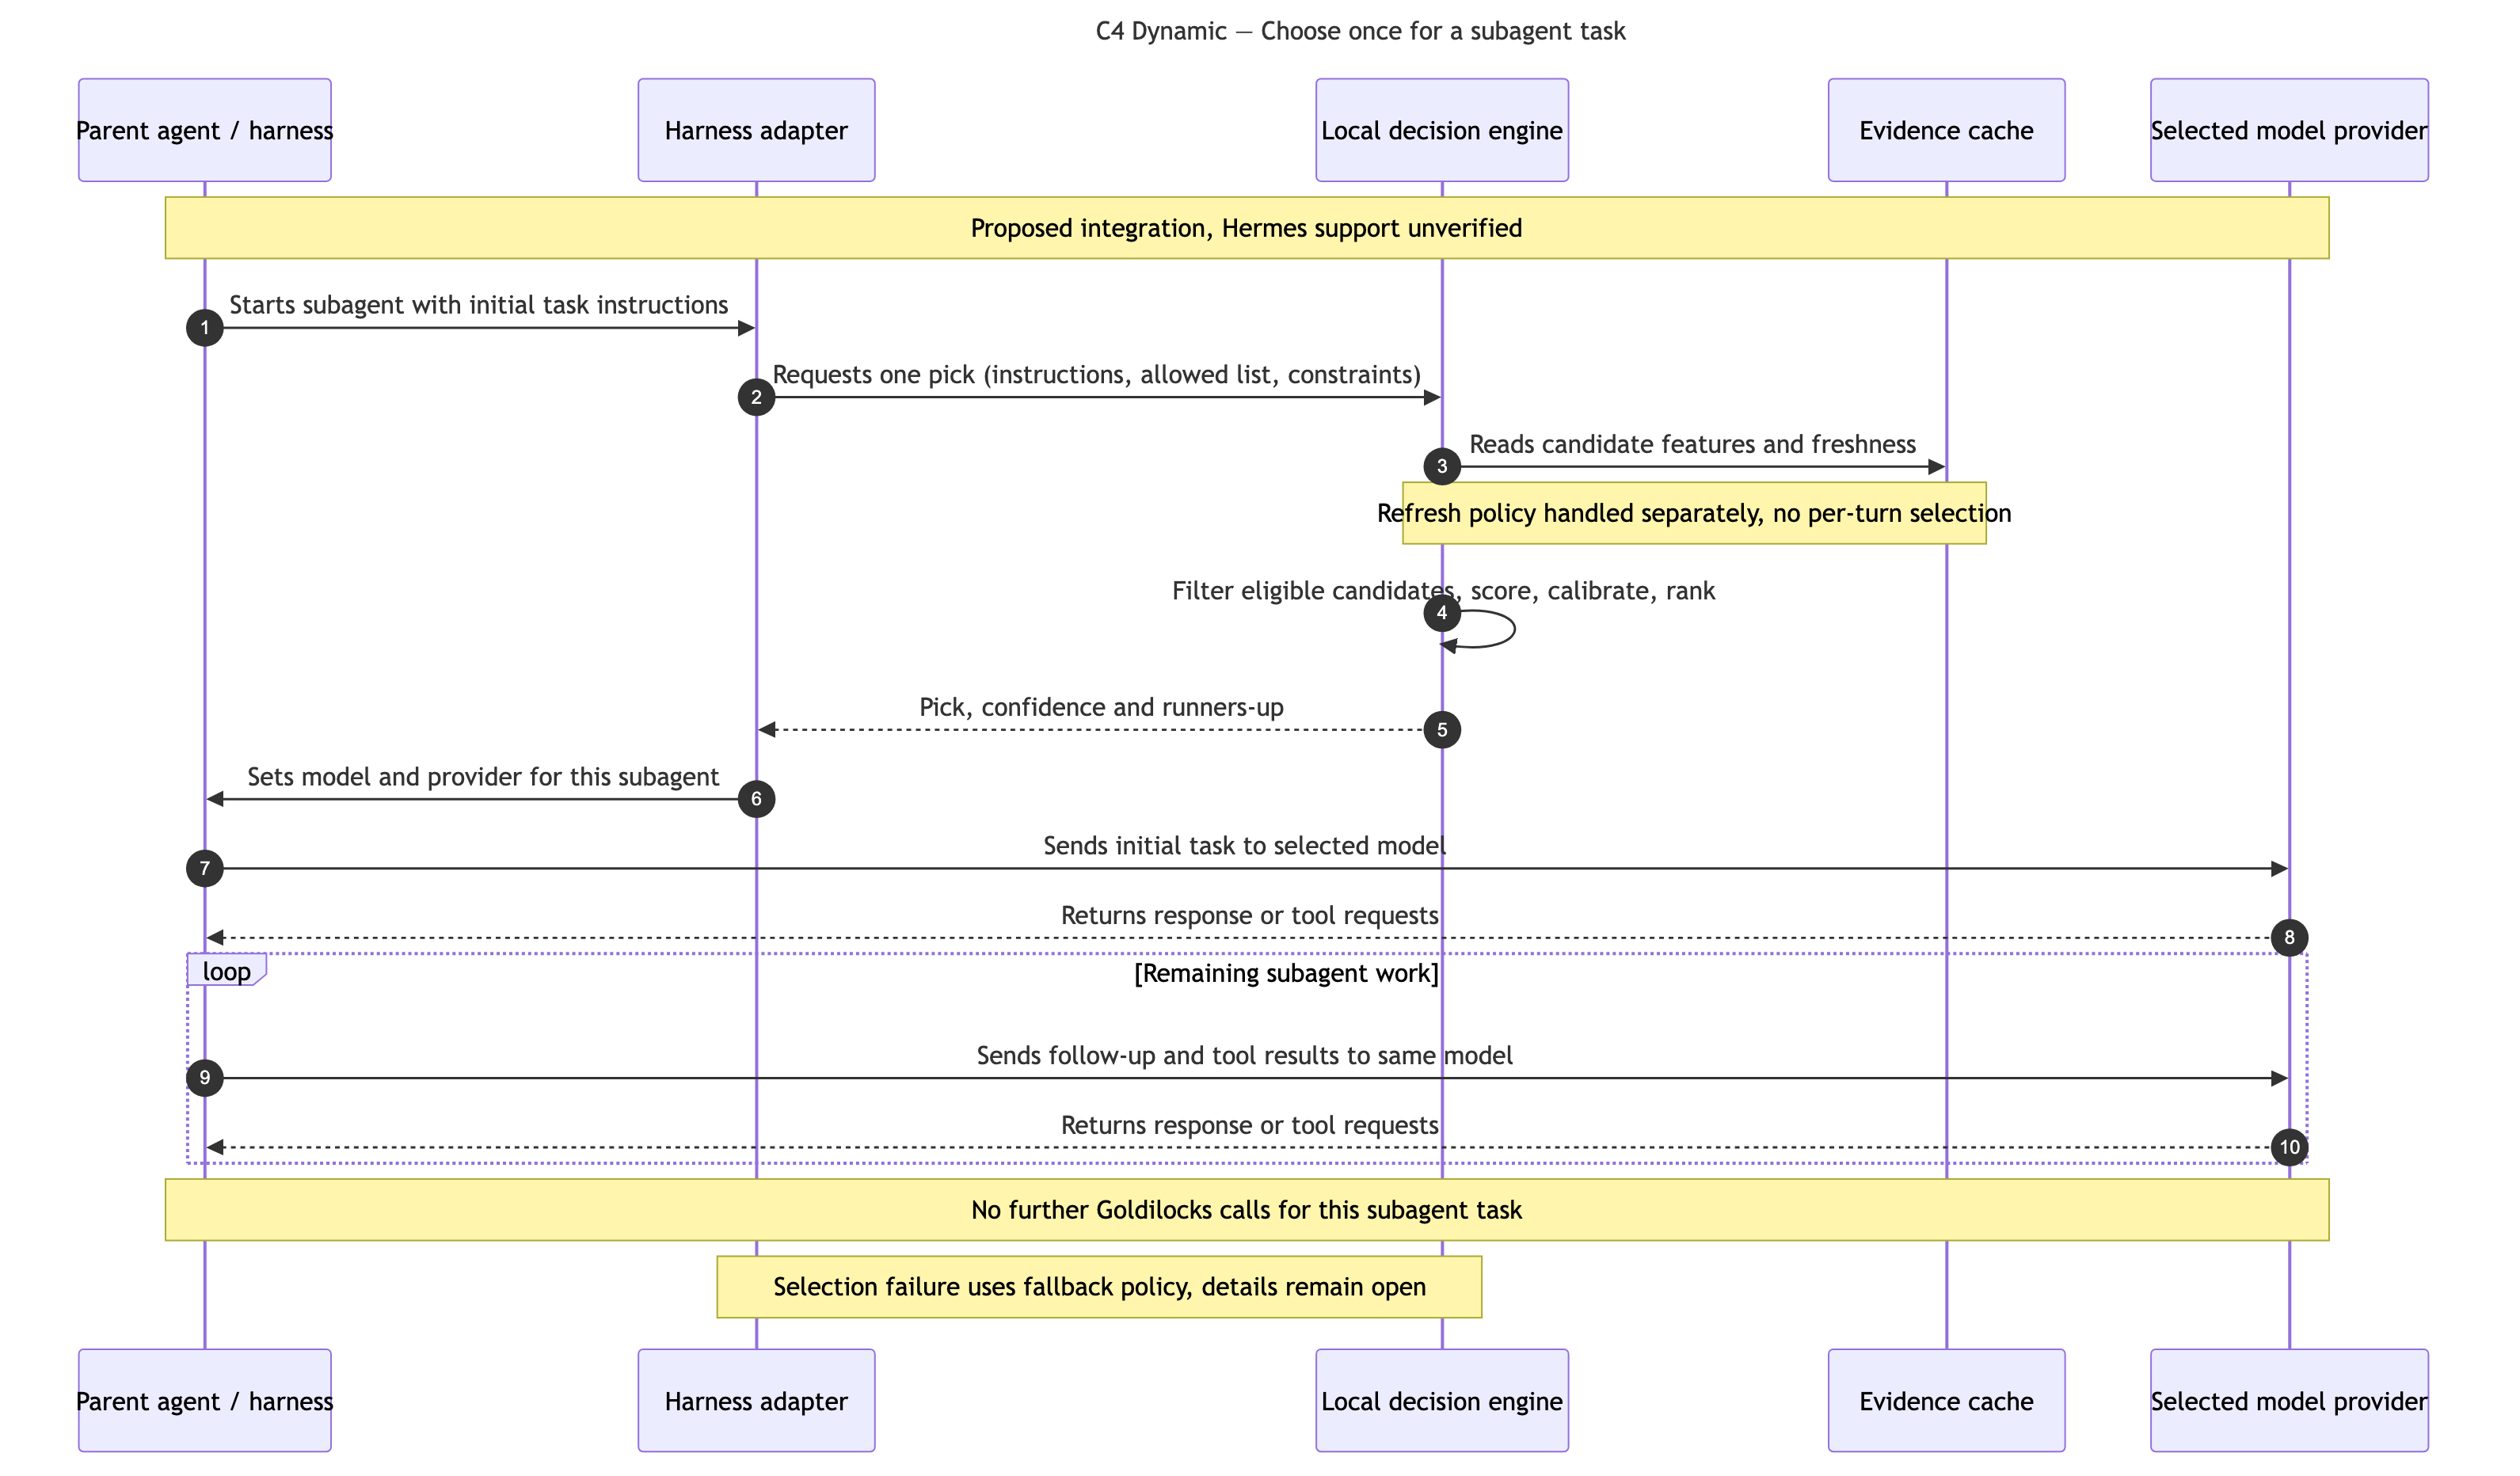 C4 Dynamic — Choose once for a subagent task
Parent agent / harness
Harness adapter
Local decision engine
Evidence cache
Selected model provider
Proposed integration, Hermes support unverified
Starts subagent with initial task instructions
1
Requests one pick (instructions, allowed list, constraints)
2
Reads candidate features and freshness
3
Refresh policy handled separately, no per-turn selection
Filter eligible candidates, score, calibrate, rank
4
Pick, confidence and runners-up
5
Sets model and provider for this subagent
6
Sends initial task to selected model
7
Returns response or tool requests
8
loop
[Remaining subagent work]
Sends follow-up and tool results to same model
9
Returns response or tool requests
10
No further Goldilocks calls for this subagent task
Selection failure uses fallback policy, details remain open
Parent agent / harness
Harness adapter
Local decision engine
Evidence cache
Selected model provider